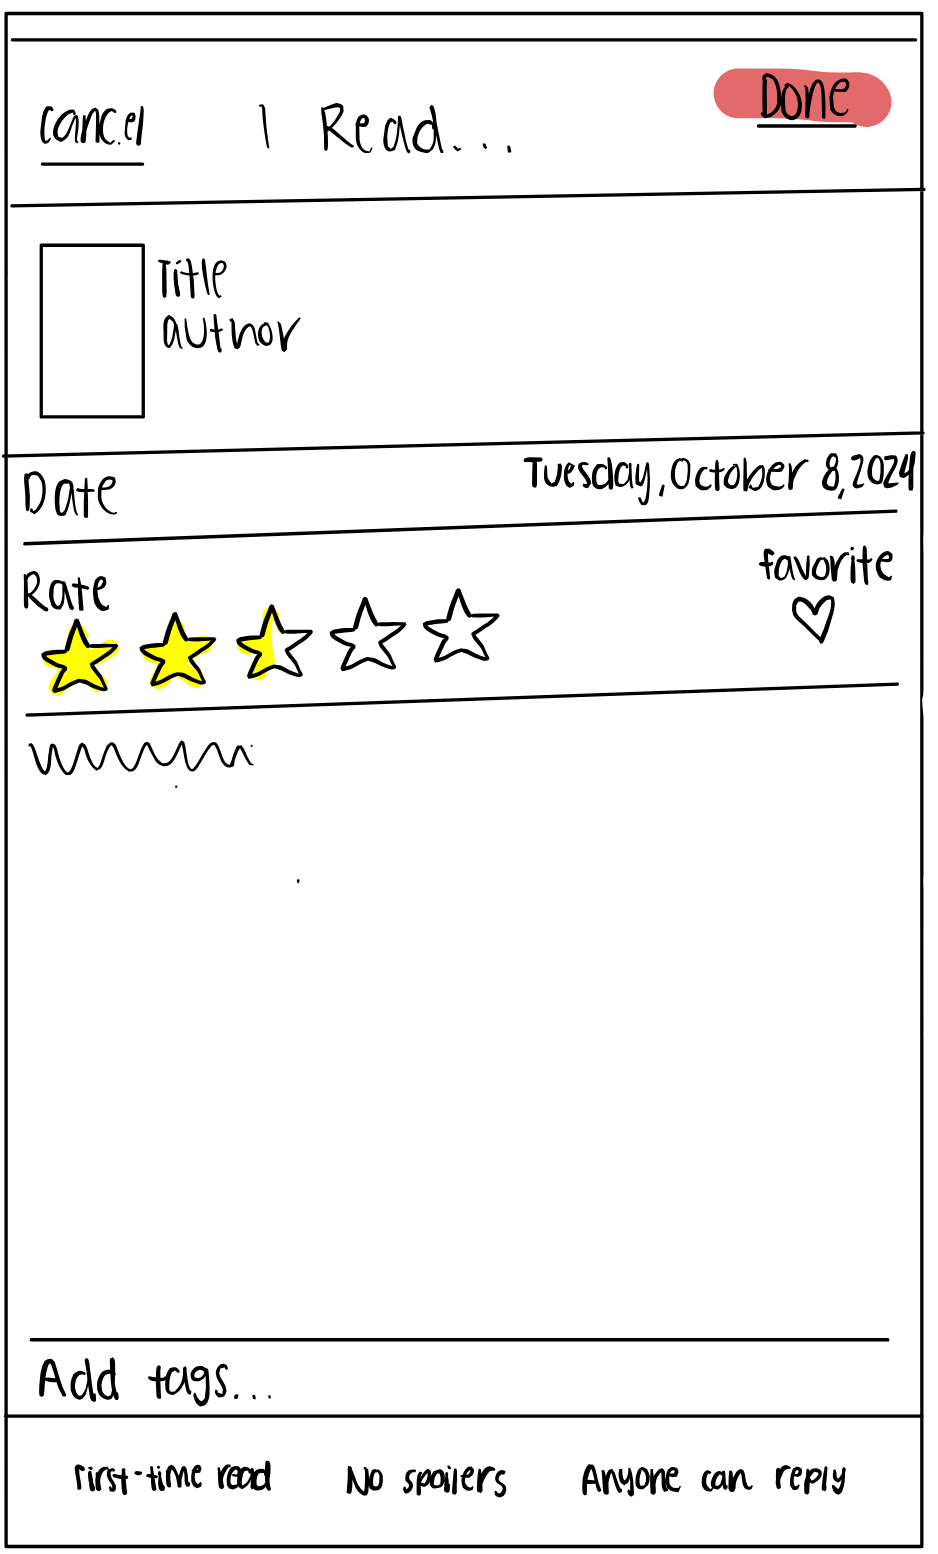 Cancel
I Read...
Done
Title
author
Date
Tuesday, October 8, 2024
Rate
favorite
Add tags...
First-time read
No spoilers
Anyone can reply